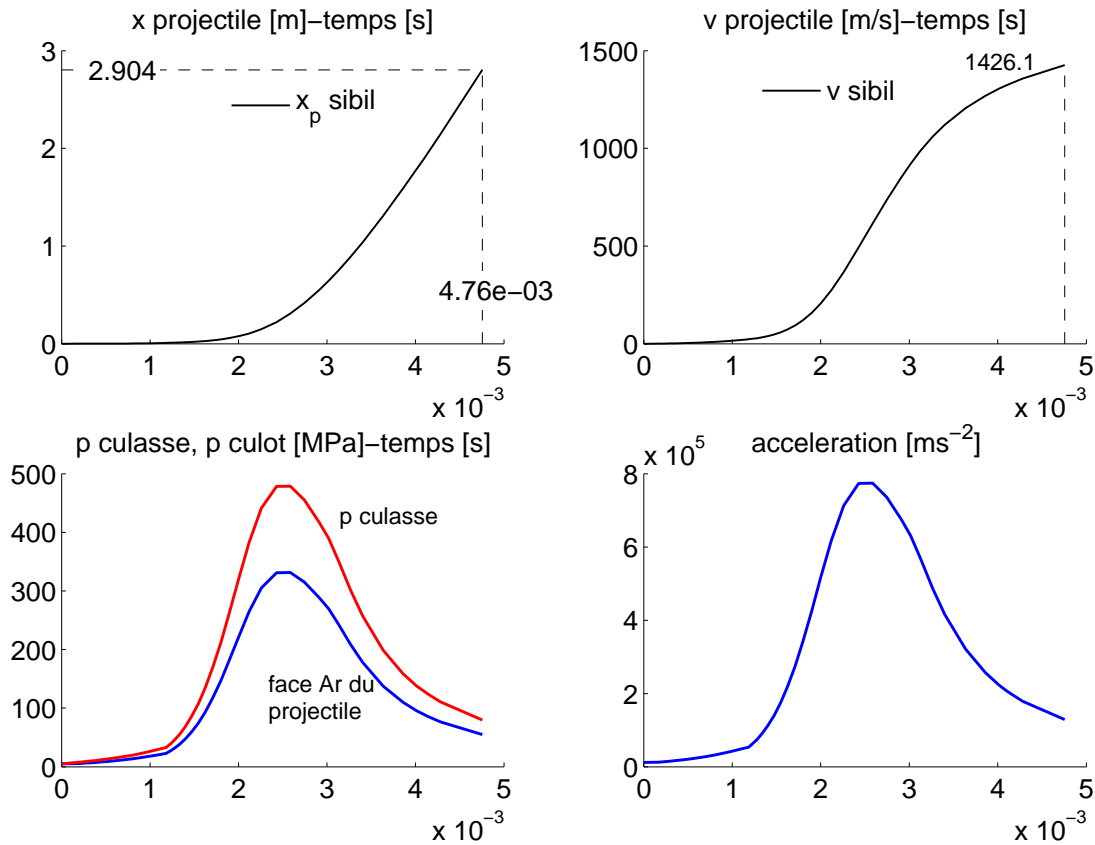 x projectile [m]−temps [s]
3
2
1
0
2.904
x_p sibil
4.76e−03
0 1 2 3 4 5
x 10^−3
v projectile [m/s]−temps [s]
1500
1000
500
0
1426.1
v sibil
0 1 2 3 4 5
x 10^−3
p culasse, p culot [MPa]−temps [s]
500
400
300
200
100
0
p culasse
face Ar du
projectile
0 1 2 3 4 5
x 10^−3
acceleration [ms^−2]
x 10^5
8
6
4
2
0
0 1 2 3 4 5
x 10^−3